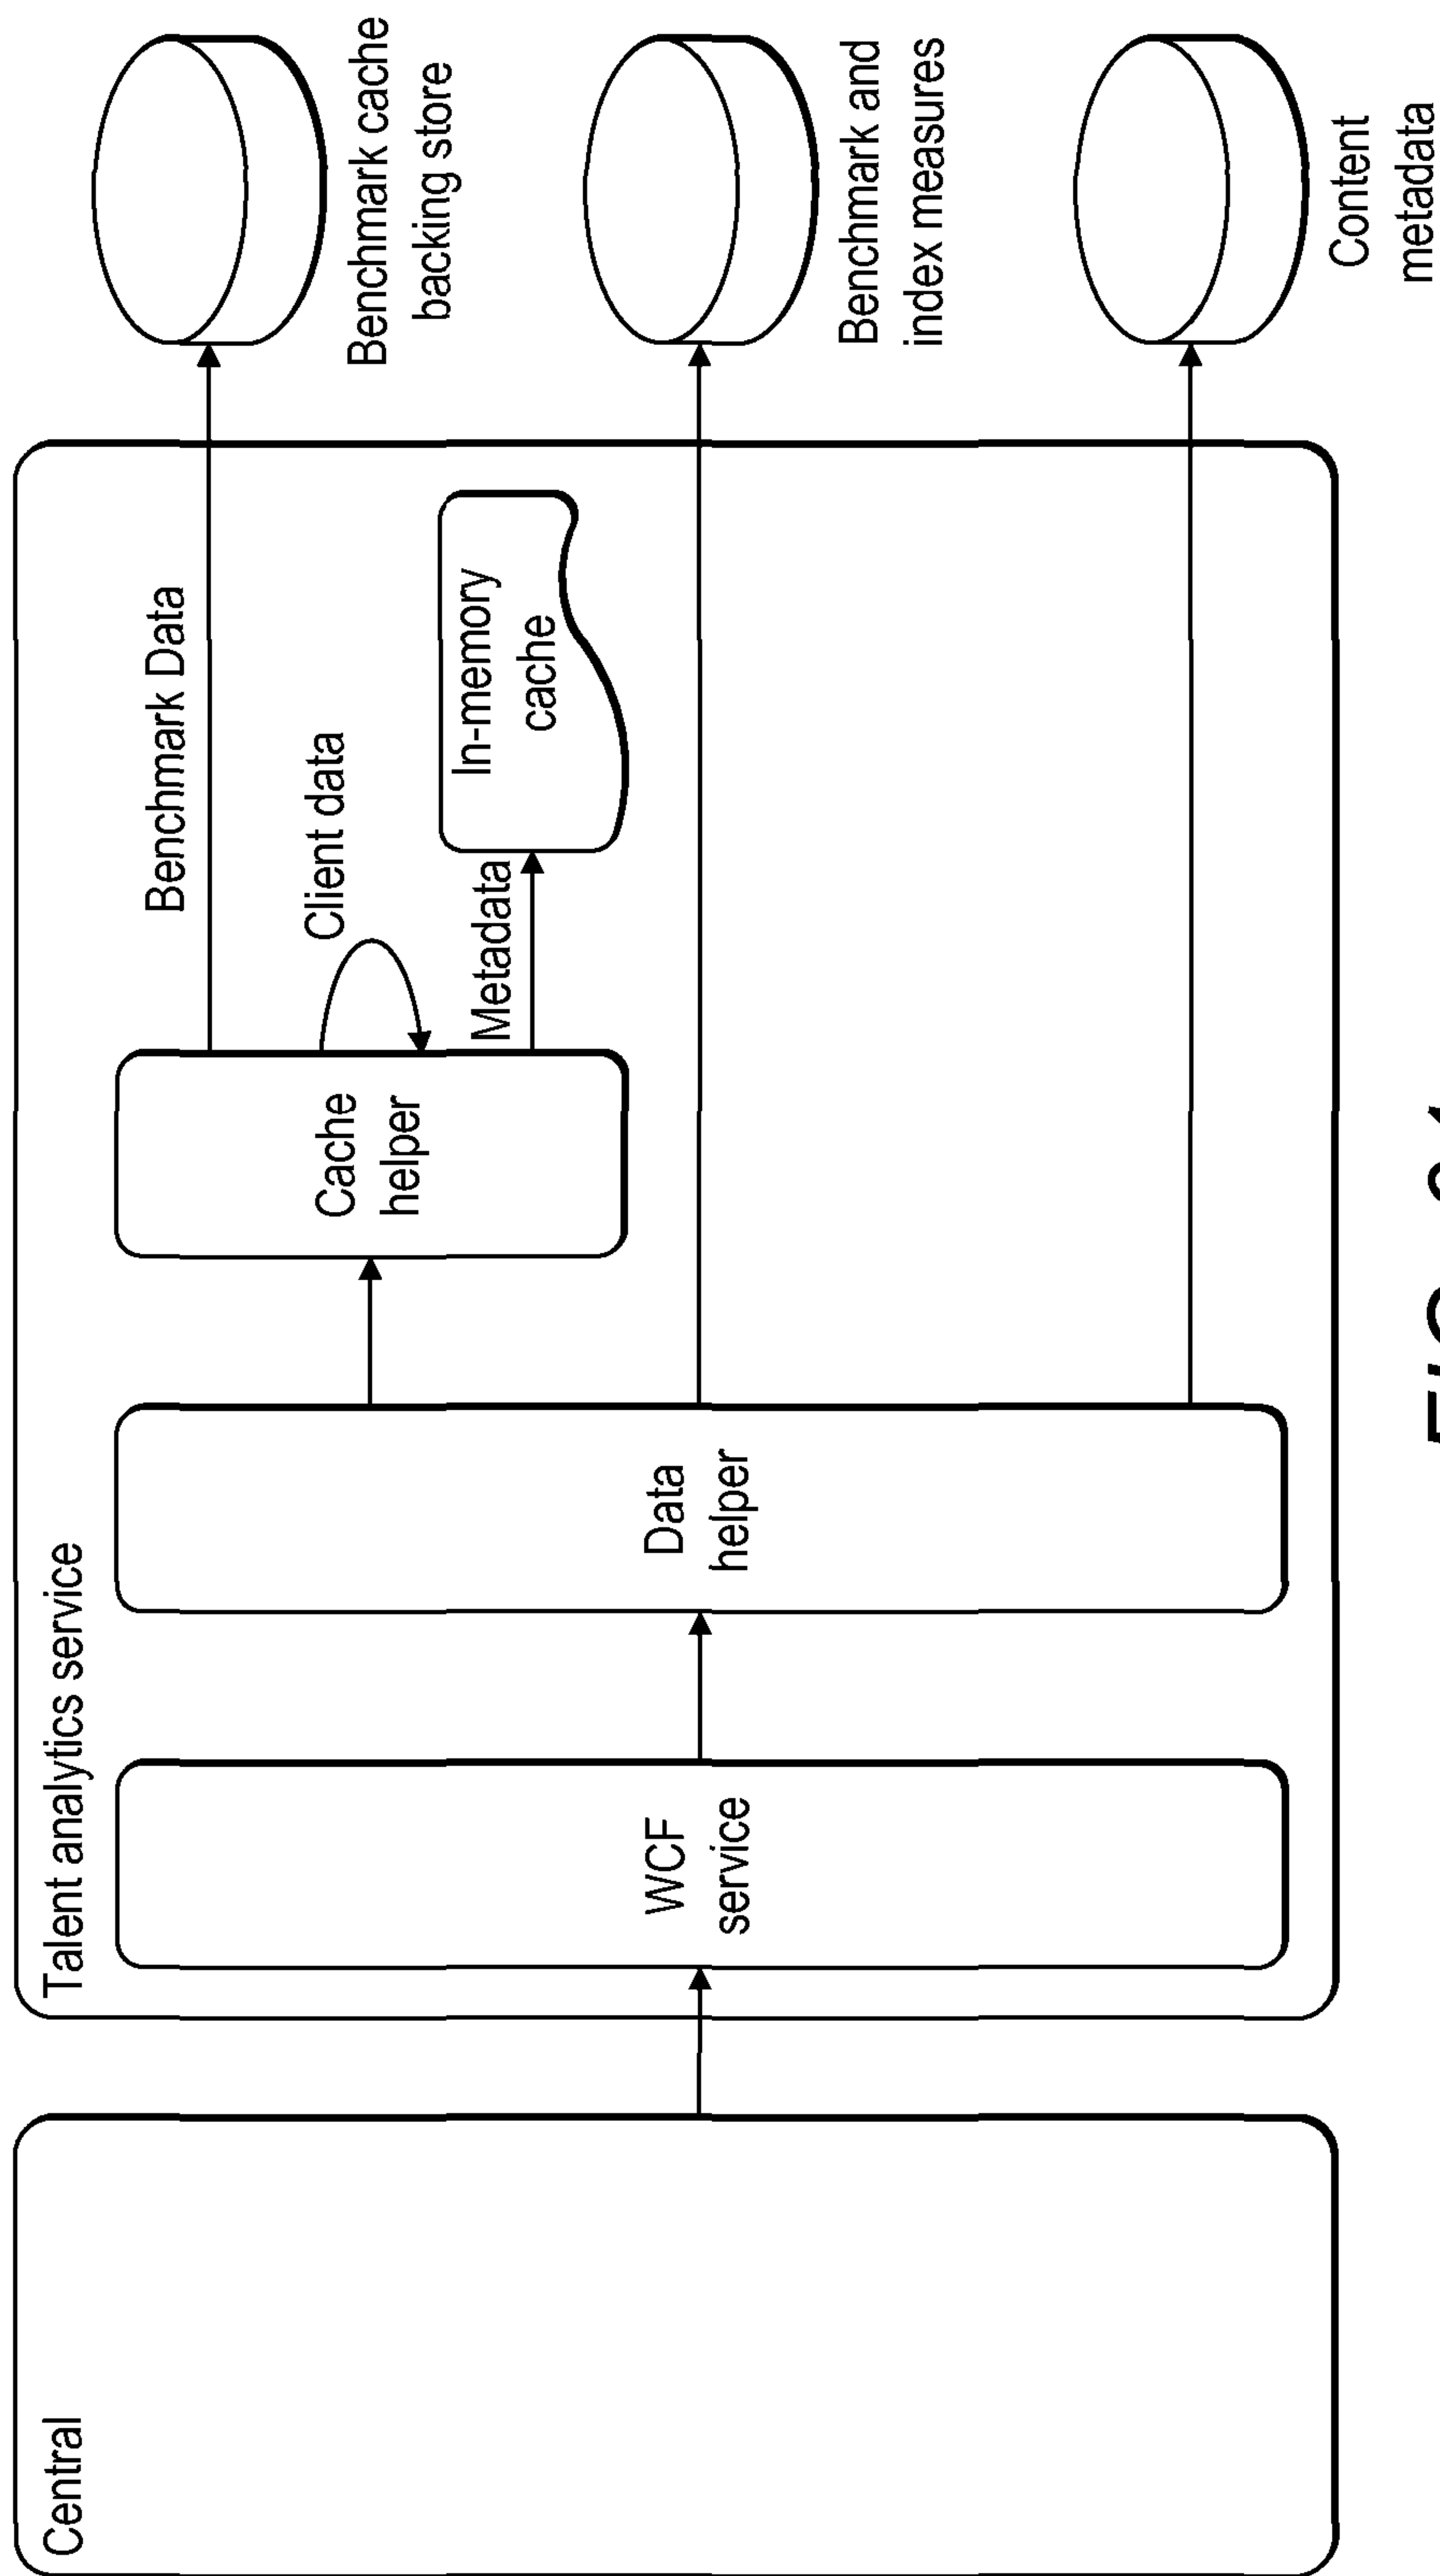 Central
Talent analytics service
WCF
service
Data
helper
Cache
helper
Benchmark Data
Client data
Metadata
In-memory
cache
Benchmark cache
backing store
Benchmark and
index measures
Content
metadata